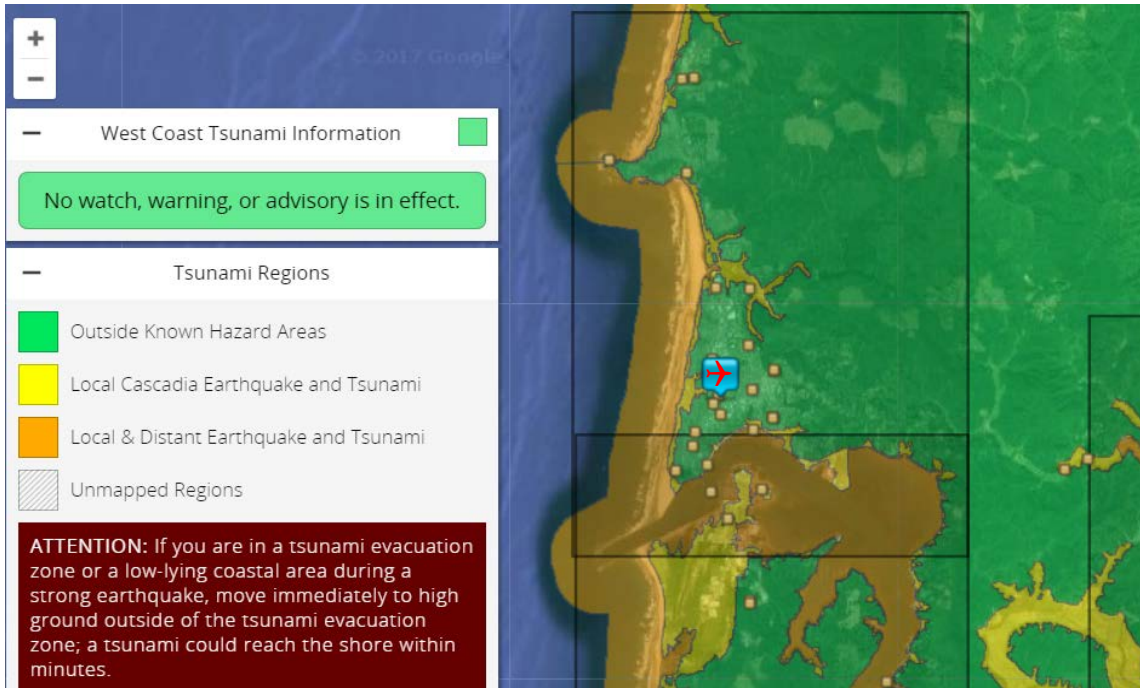 +
© 2017 Google
−
− West Coast Tsunami Information
No watch, warning, or advisory is in effect.
− Tsunami Regions
Outside Known Hazard Areas
Local Cascadia Earthquake and Tsunami
Local & Distant Earthquake and Tsunami
Unmapped Regions
ATTENTION: If you are in a tsunami evacuation
zone or a low-lying coastal area during a
strong earthquake, move immediately to high
ground outside of the tsunami evacuation
zone; a tsunami could reach the shore within
minutes.